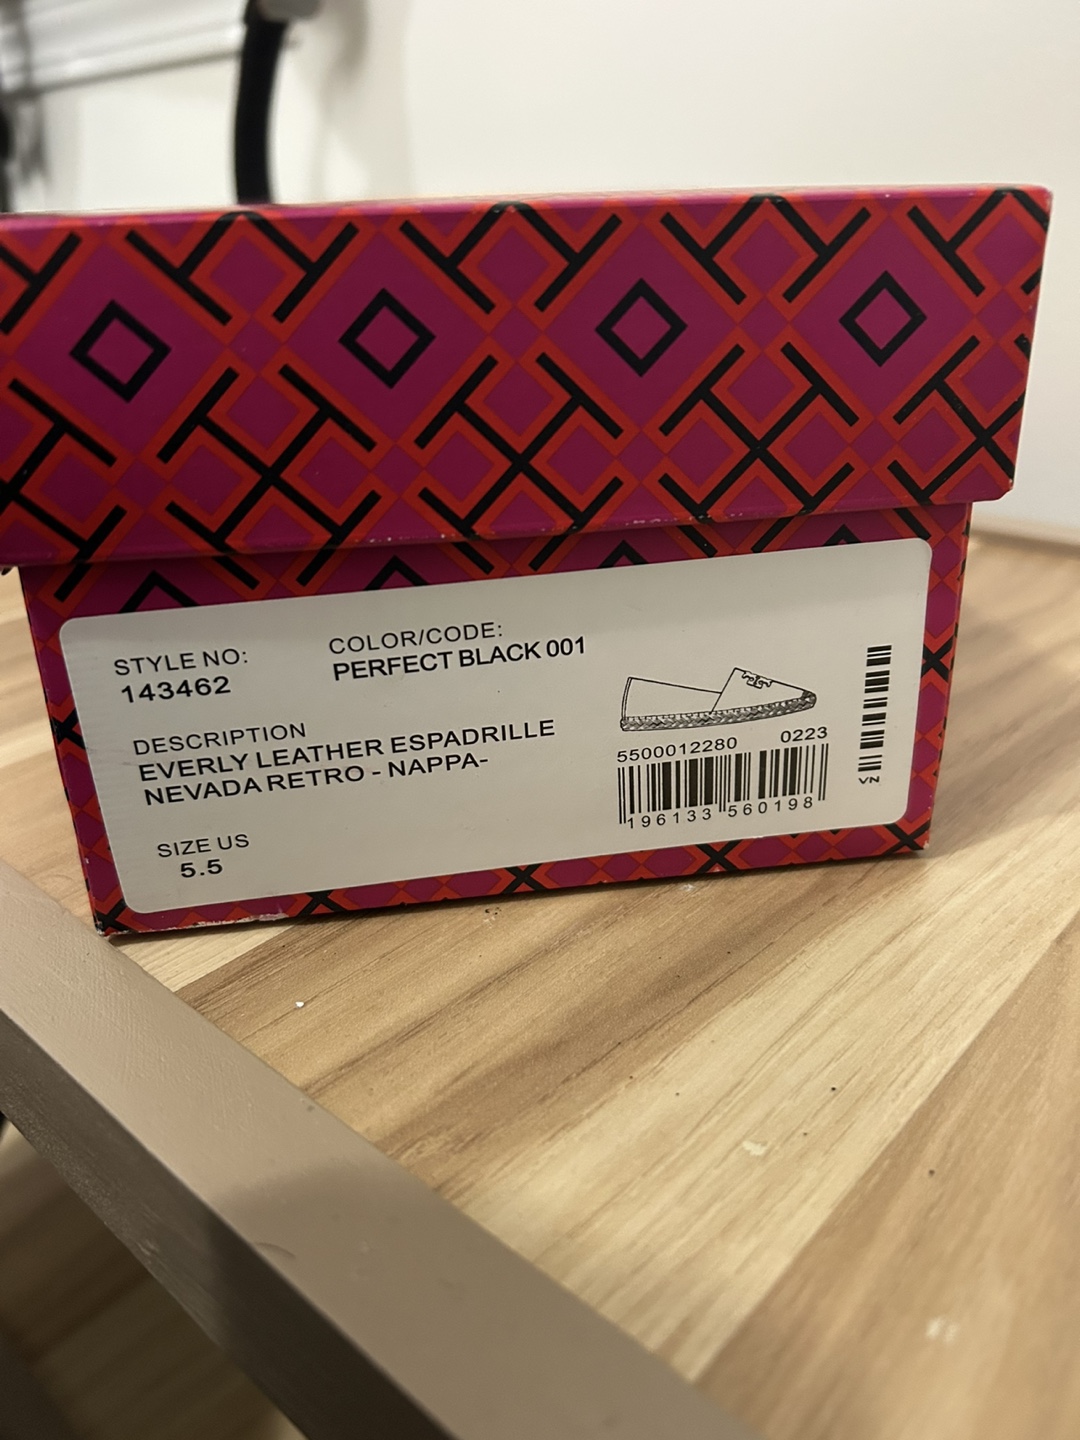 STYLE NO:
143462
COLOR/CODE:
PERFECT BLACK 001
DESCRIPTION
EVERLY LEATHER ESPADRILLE
NEVADA RETRO - NAPPA-
SIZE US
5.5
5500012280 0223
196133 560198
VN